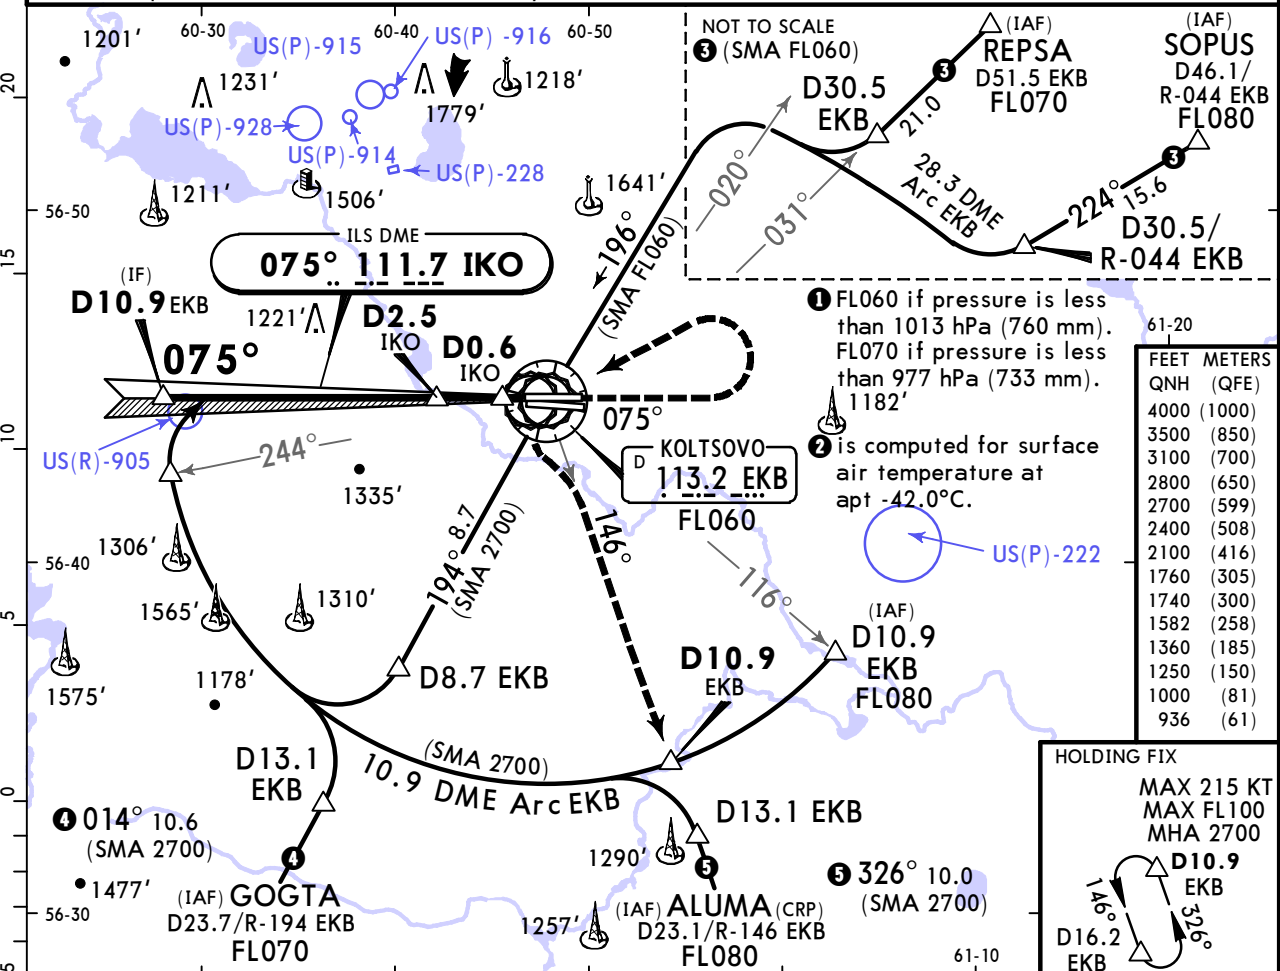 60-30
60-40
60-50
1201'
US(P)-915
US(P) -916
1231'
1779'
1218'
US(P)-928
US(P)-914
US(P)-228
1211'
1506'
1641'
20
56-50
15
10
56-40
5
0
56-30
5
NOT TO SCALE
3 (SMA FL060)
(IAF)
REPSA
D51.5 EKB
FL070
(IAF)
SOPUS
D46.1/
R-044 EKB
FL080
D30.5
EKB
3
21.0
3
020°
031°
28.3 DME
Arc EKB
224°
15.6
D30.5/
R-044 EKB
196°
(SMA FL060)
ILS DME
075° 111.7 IKO
(IF)
D10.9 EKB
1221'
D2.5
IKO
D0.6
IKO
075°
075°
US(R)-905
244°
1335'
1 FL060 if pressure is less
than 1013 hPa (760 mm).
FL070 if pressure is less
than 977 hPa (733 mm).
1182'
2 is computed for surface
air temperature at
apt -42.0°C.
US(P)-222
61-20
FEET METERS
QNH (QFE)
4000 (1000)
3500 (850)
3100 (700)
2800 (650)
2700 (599)
2400 (508)
2100 (416)
1760 (305)
1740 (300)
1582 (258)
1360 (185)
1250 (150)
1000 (81)
936 (61)
KOLTSOVO
D 113.2 EKB
FL060
146°
116°
194° 8.7
(SMA 2700)
1306'
1565'
1310'
1575'
1178'
D8.7 EKB
D10.9
EKB
(IAF)
D10.9
EKB
FL080
(SMA 2700)
10.9 DME Arc EKB
D13.1
EKB
D13.1 EKB
4 014° 10.6
(SMA 2700)
1477'
4
(IAF) GOGTA
D23.7/R-194 EKB
FL070
1290'
5
5 326° 10.0
(SMA 2700)
1257'
(IAF) ALUMA (CRP)
D23.1/R-146 EKB
FL080
61-10
HOLDING FIX
MAX 215 KT
MAX FL100
MHA 2700
D10.9
EKB
146°
326°
D16.2
EKB